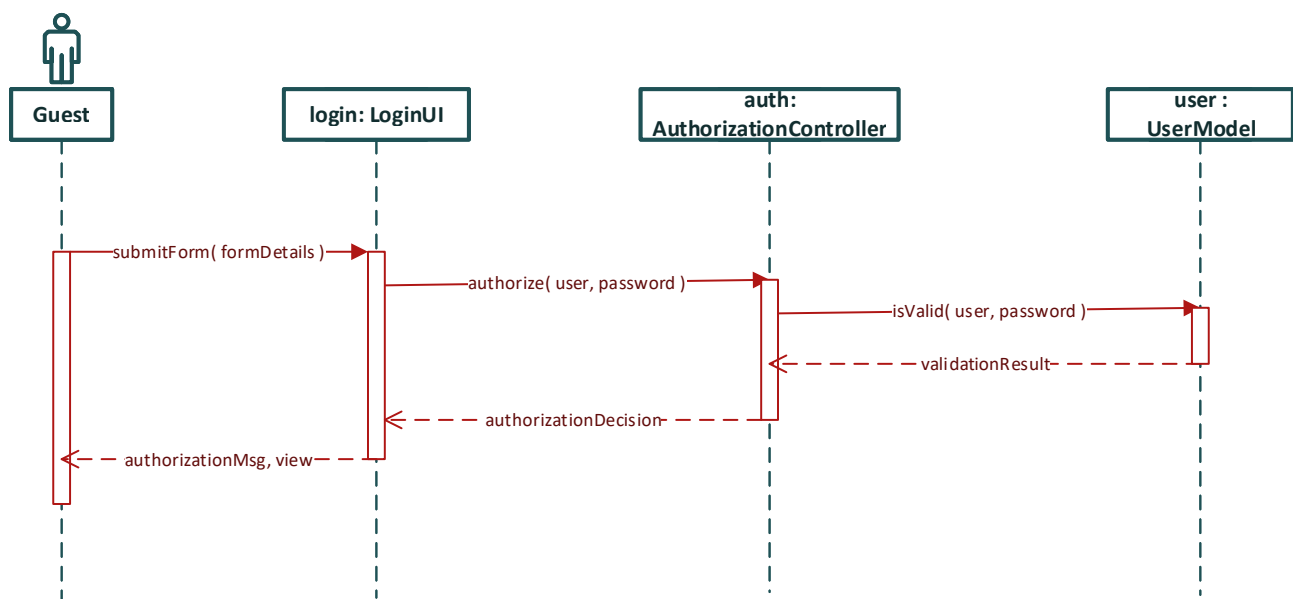 Guest
login: LoginUI
auth:
AuthorizationController
user :
UserModel
submitForm( formDetails )
authorize( user, password )
isValid( user, password )
validationResult
authorizationDecision
authorizationMsg, view